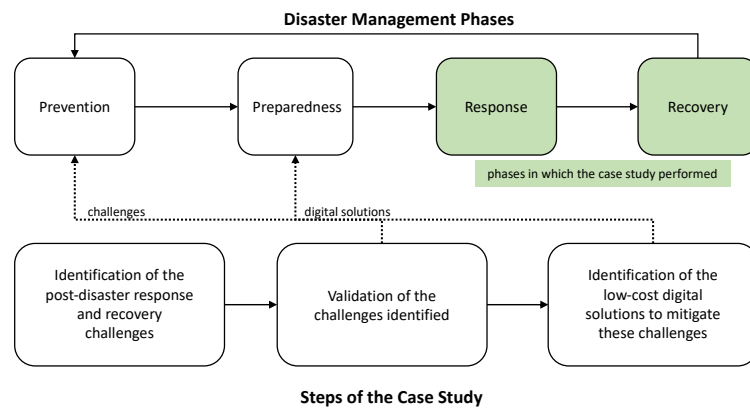 Disaster Management Phases
Prevention
Preparedness
Response
Recovery
phases in which the case study performed
challenges
digital solutions
Identification of the
post-disaster response
and recovery
challenges
Validation of the
challenges identified
Identification of the
low-cost digital
solutions to mitigate
these challenges
Steps of the Case Study